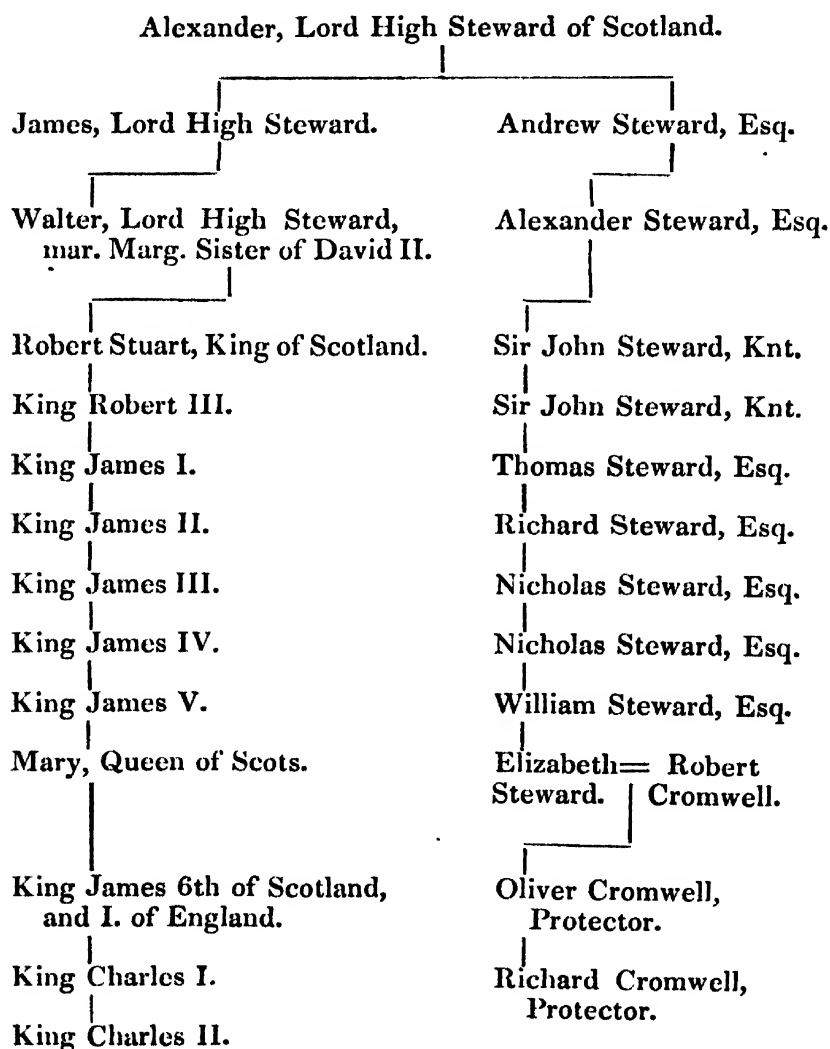 Alexander, Lord High Steward of Scotland.
James, Lord High Steward.
Andrew Steward, Esq.
Walter, Lord High Steward,
mar. Marg. Sister of David II.
Alexander Steward, Esq.
Robert Stuart, King of Scotland.
Sir John Steward, Knt.
King Robert III.
Sir John Steward, Knt.
King James I.
Thomas Steward, Esq.
King James II.
Richard Steward, Esq.
King James III.
Nicholas Steward, Esq.
King James IV.
Nicholas Steward, Esq.
King James V.
William Steward, Esq.
Mary, Queen of Scots.
Elizabeth= Robert
Steward. Cromwell.
King James 6th of Scotland,
and I. of England.
Oliver Cromwell,
Protector.
King Charles I.
Richard Cromwell,
Protector.
King Charles II.